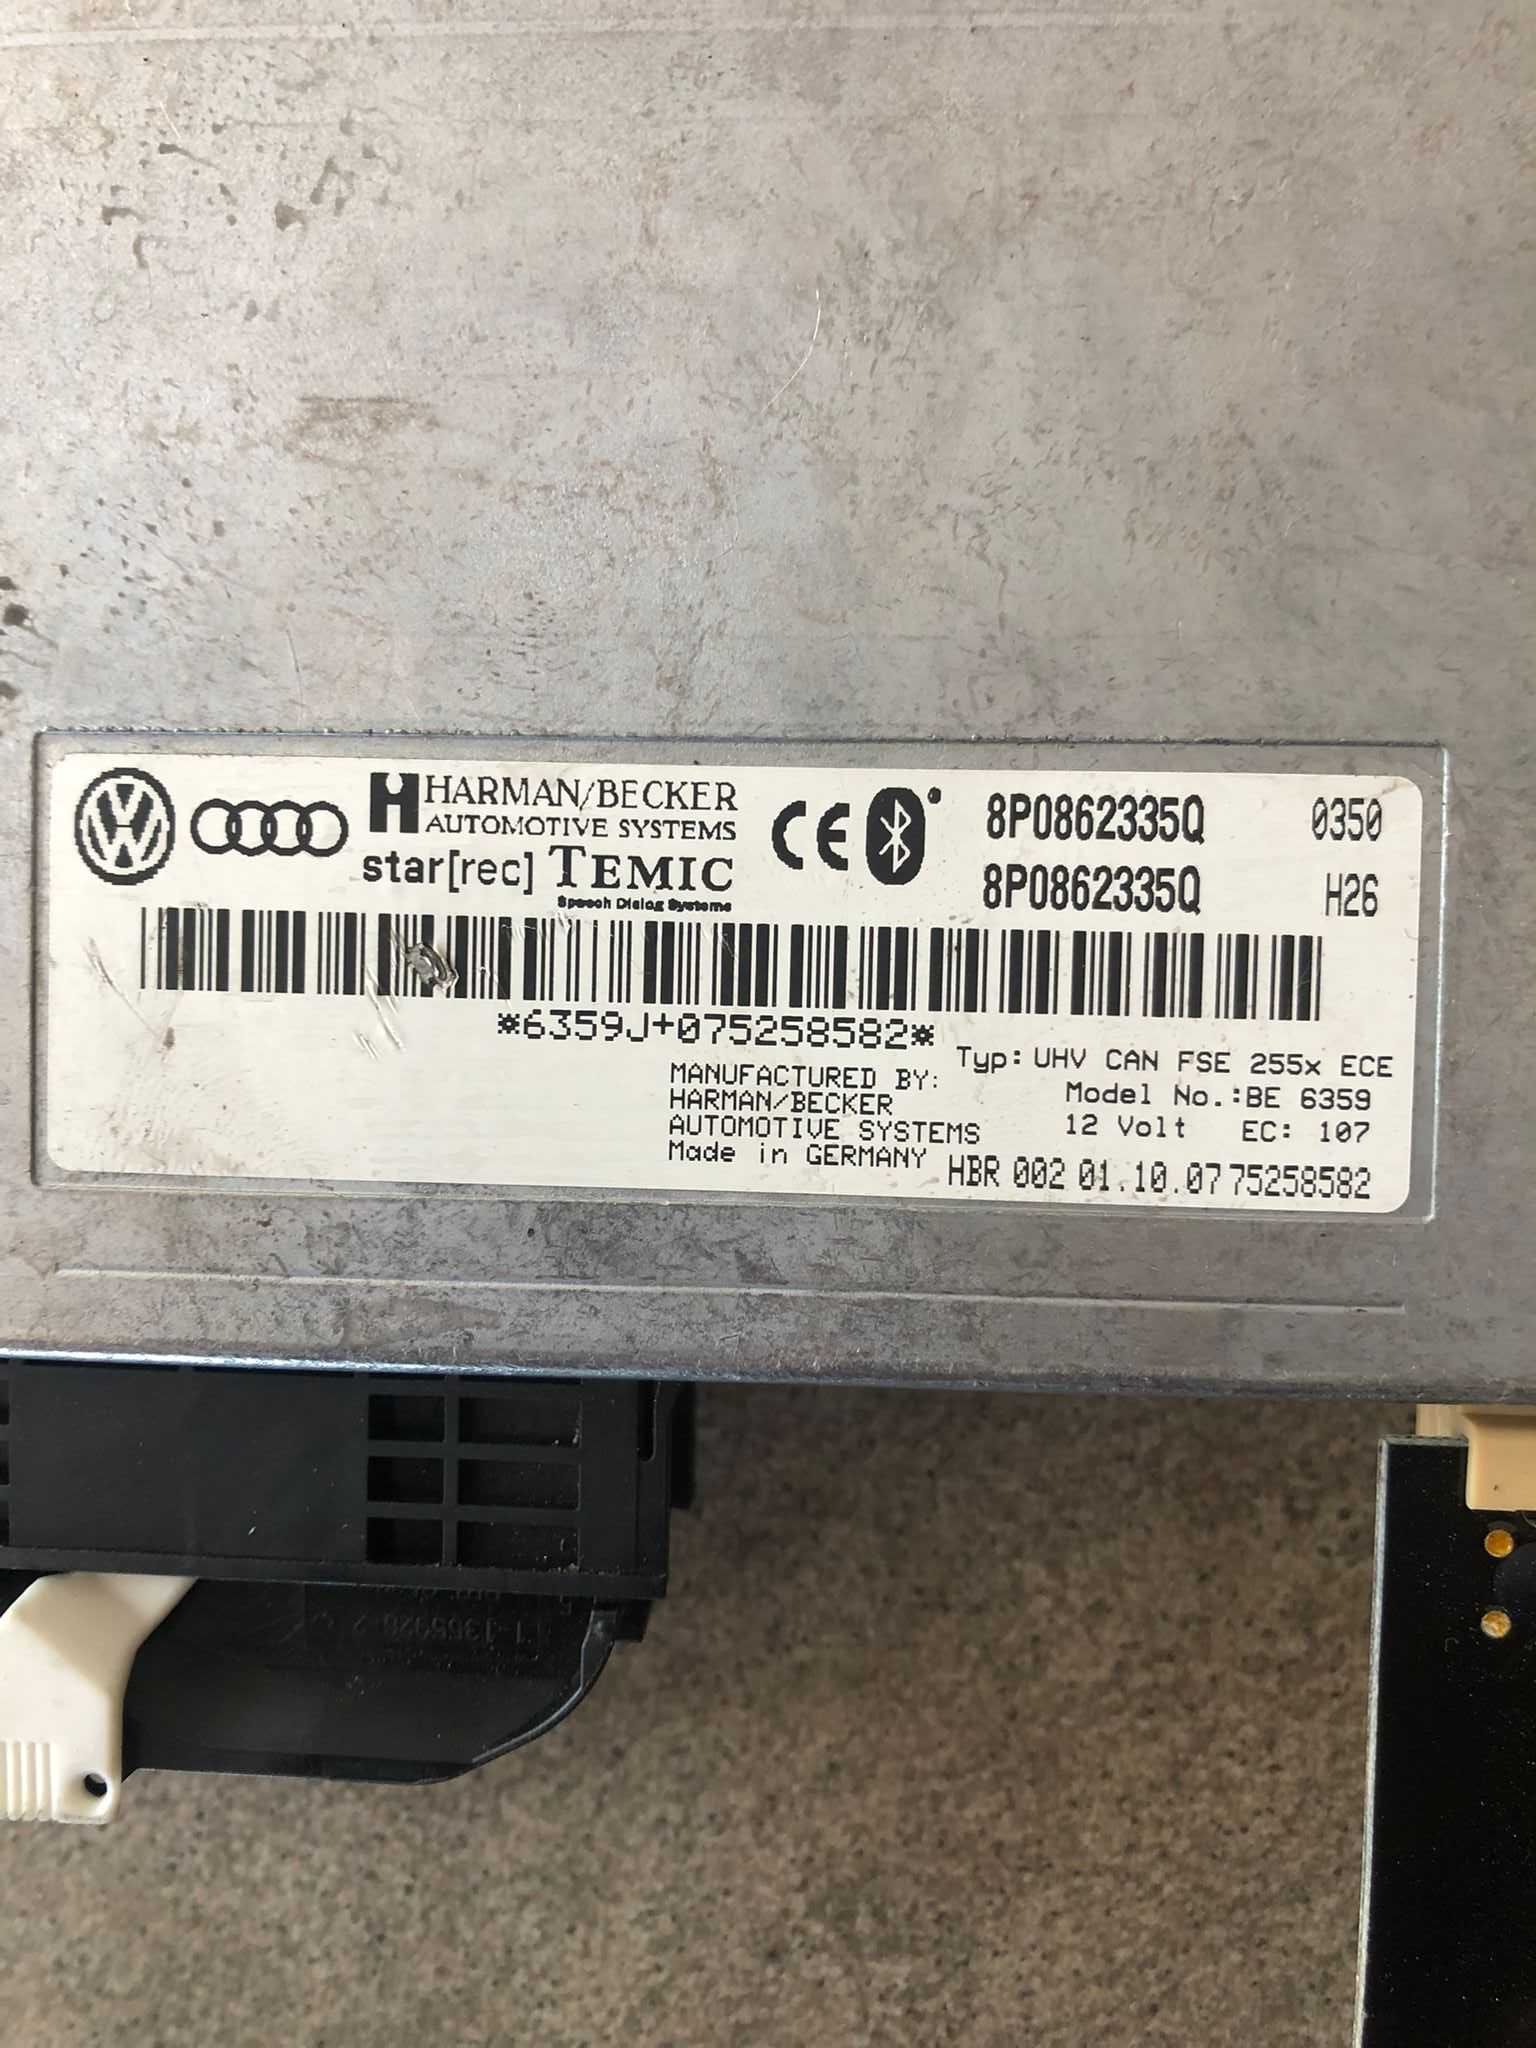 HARMAN/BECKER
AUTOMOTIVE SYSTEMS
star[rec] TEMIC
Speech Dialog Systems
CE
8P0862335Q 0350
8P0862335Q H26
*6359J+075258582*
MANUFACTURED BY:
HARMAN/BECKER
AUTOMOTIVE SYSTEMS
Made in GERMANY
Typ: UHV CAN FSE 255x ECE
Model No.:BE 6359
12 Volt EC: 107
HBR 002 01.10.07 75258582